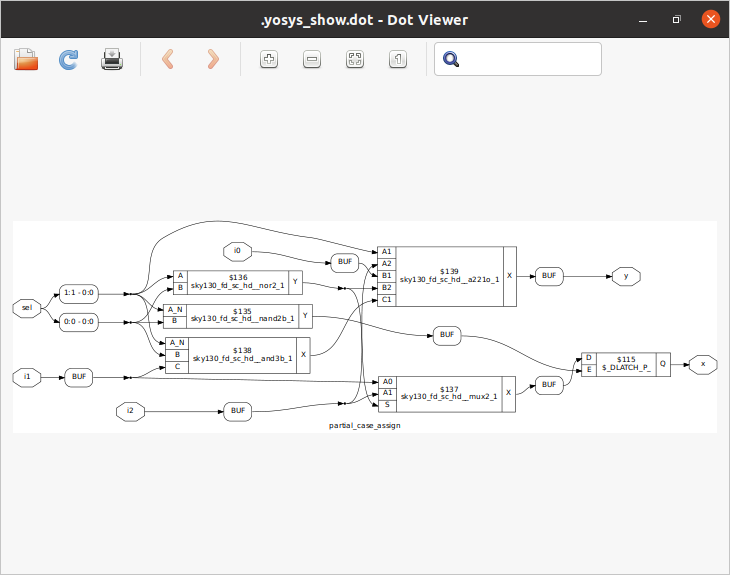 .yosys_show.dot - Dot Viewer
1
sel
1:1 - 0:0
0:0 - 0:0
i1
BUF
i0
BUF
A
B
$136
sky130_fd_sc_hd__nor2_1
Y
A_N
B
$135
sky130_fd_sc_hd__nand2b_1
Y
A_N
B
C
$138
sky130_fd_sc_hd__and3b_1
X
i2
BUF
A1
A2
B1
B2
C1
$139
sky130_fd_sc_hd__a221o_1
X
BUF
y
BUF
A0
A1
S
$137
sky130_fd_sc_hd__mux2_1
X
BUF
D
E
$115
$_DLATCH_P_
Q
x
partial_case_assign